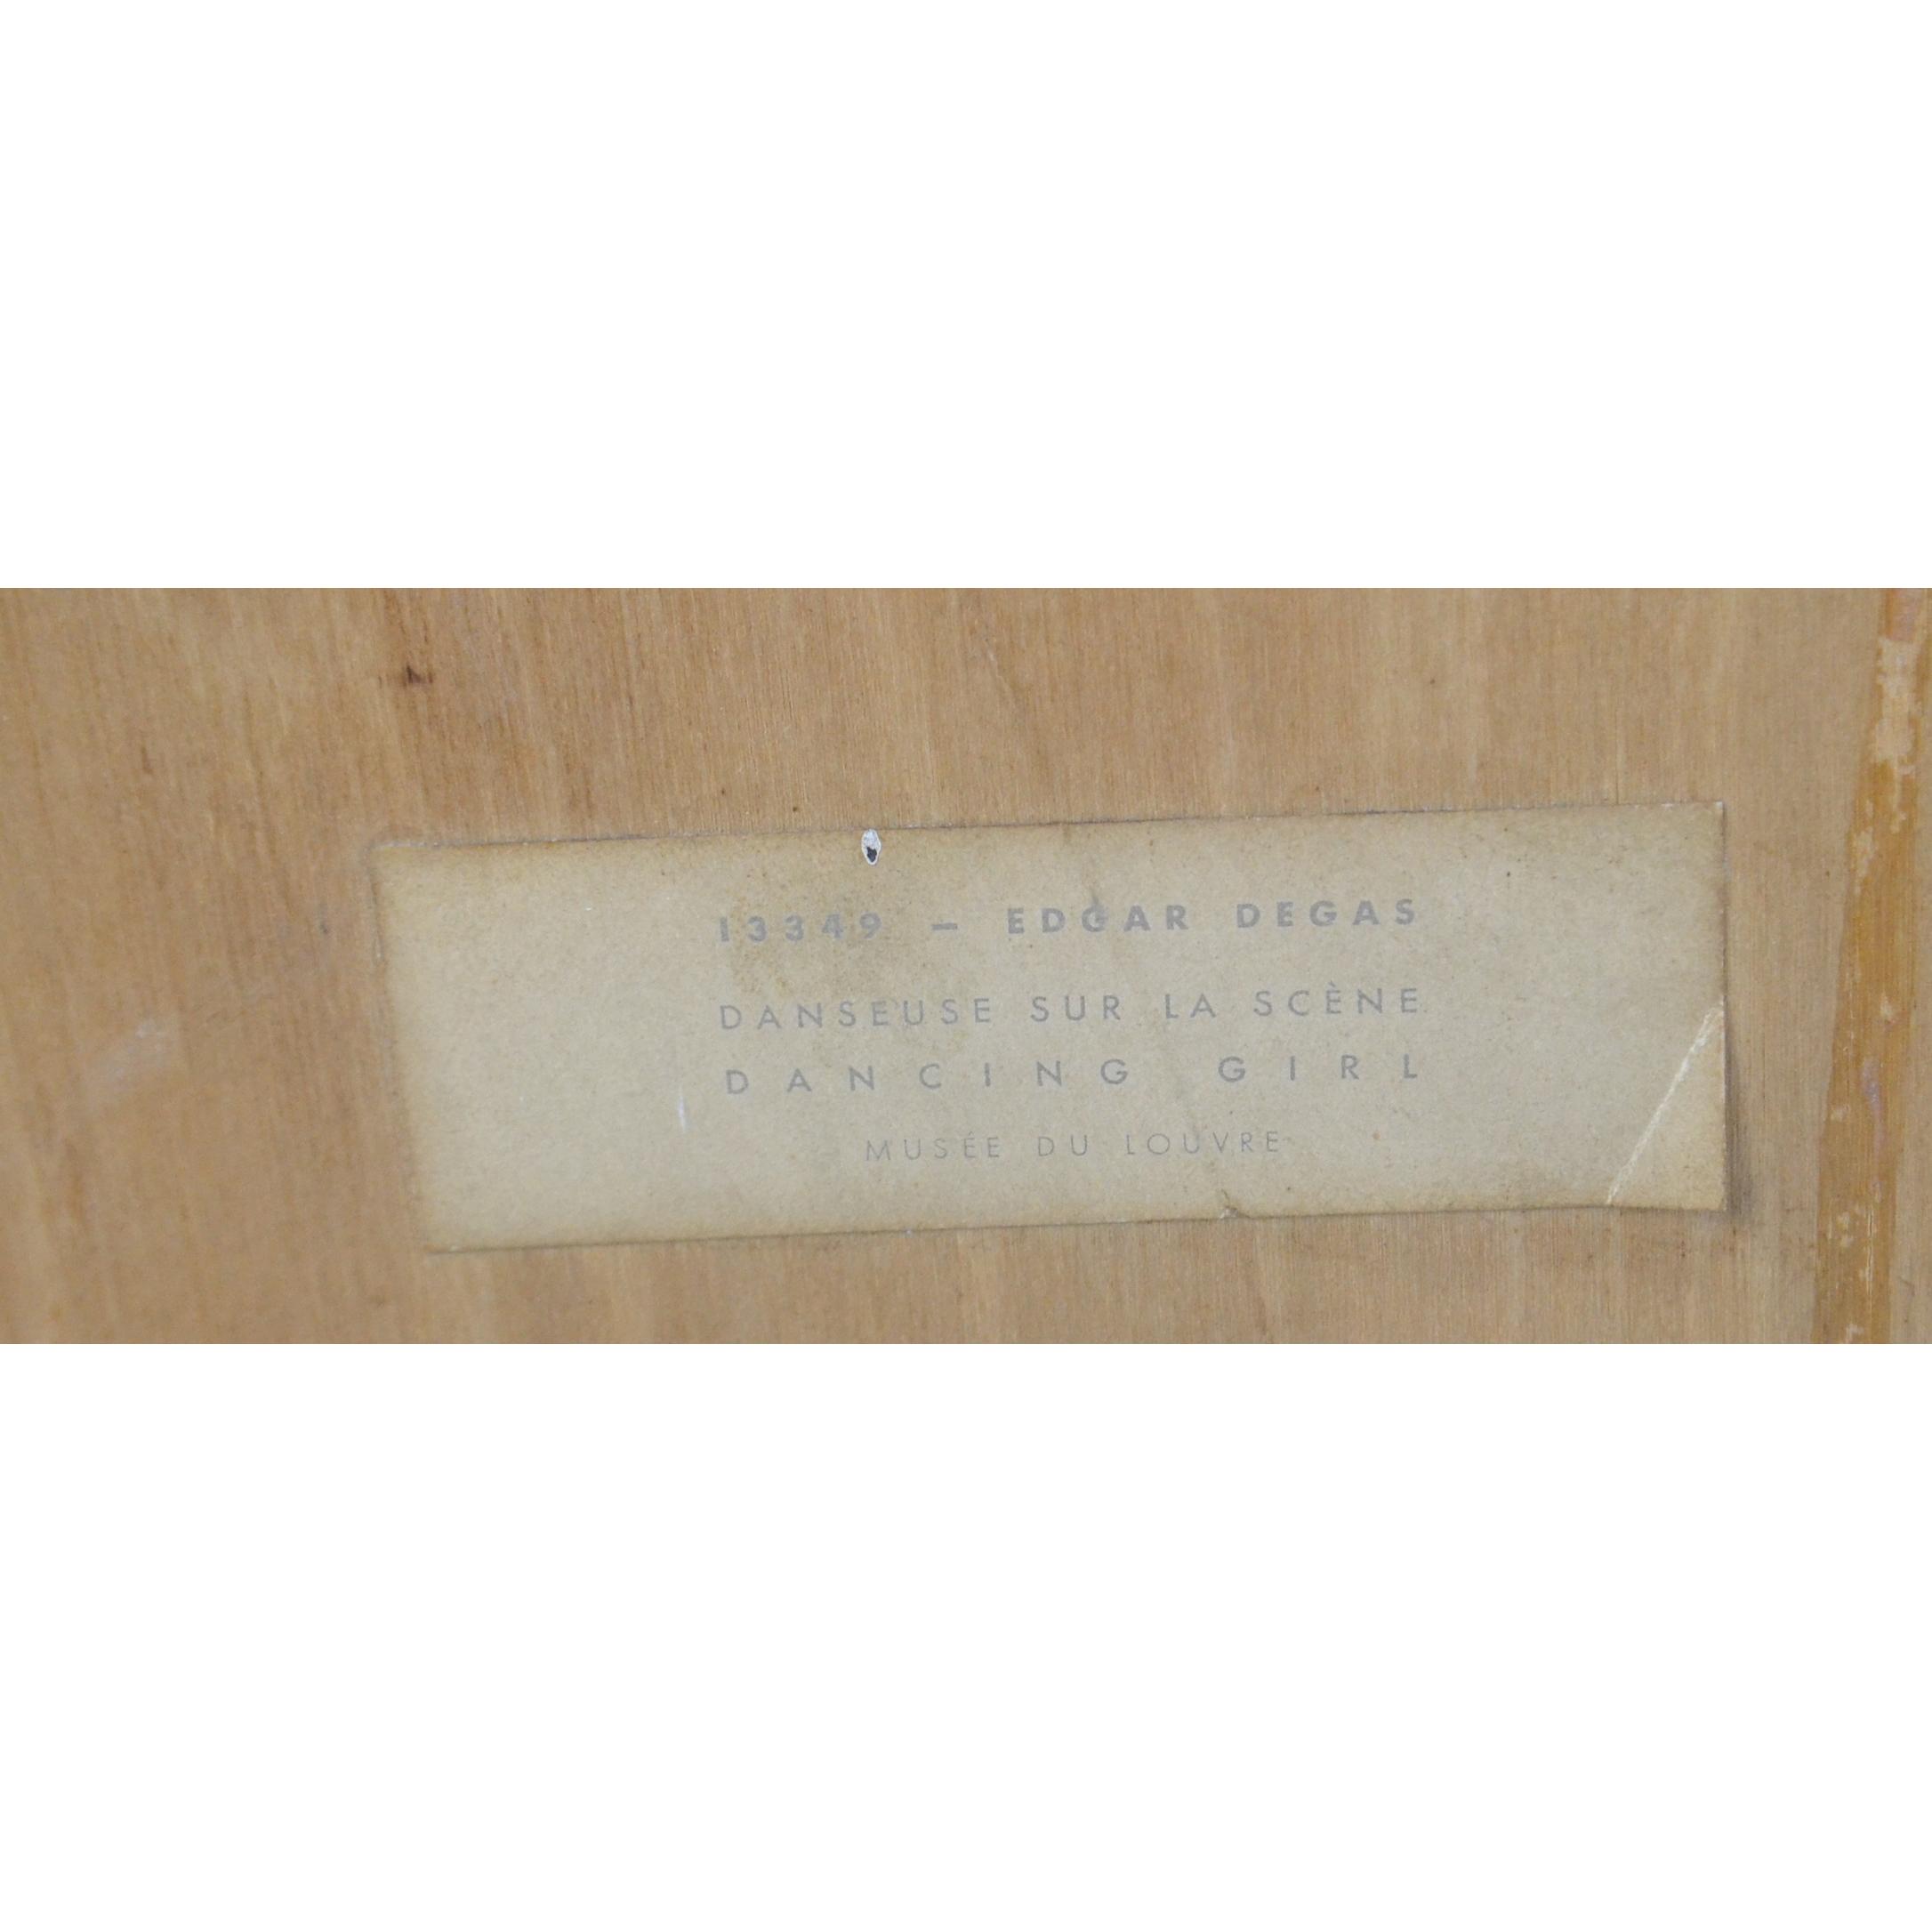 13349 – EDGAR DEGAS
DANSEUSE SUR LA SCÈNE
DANCING GIRL
MUSÉE DU LOUVRE